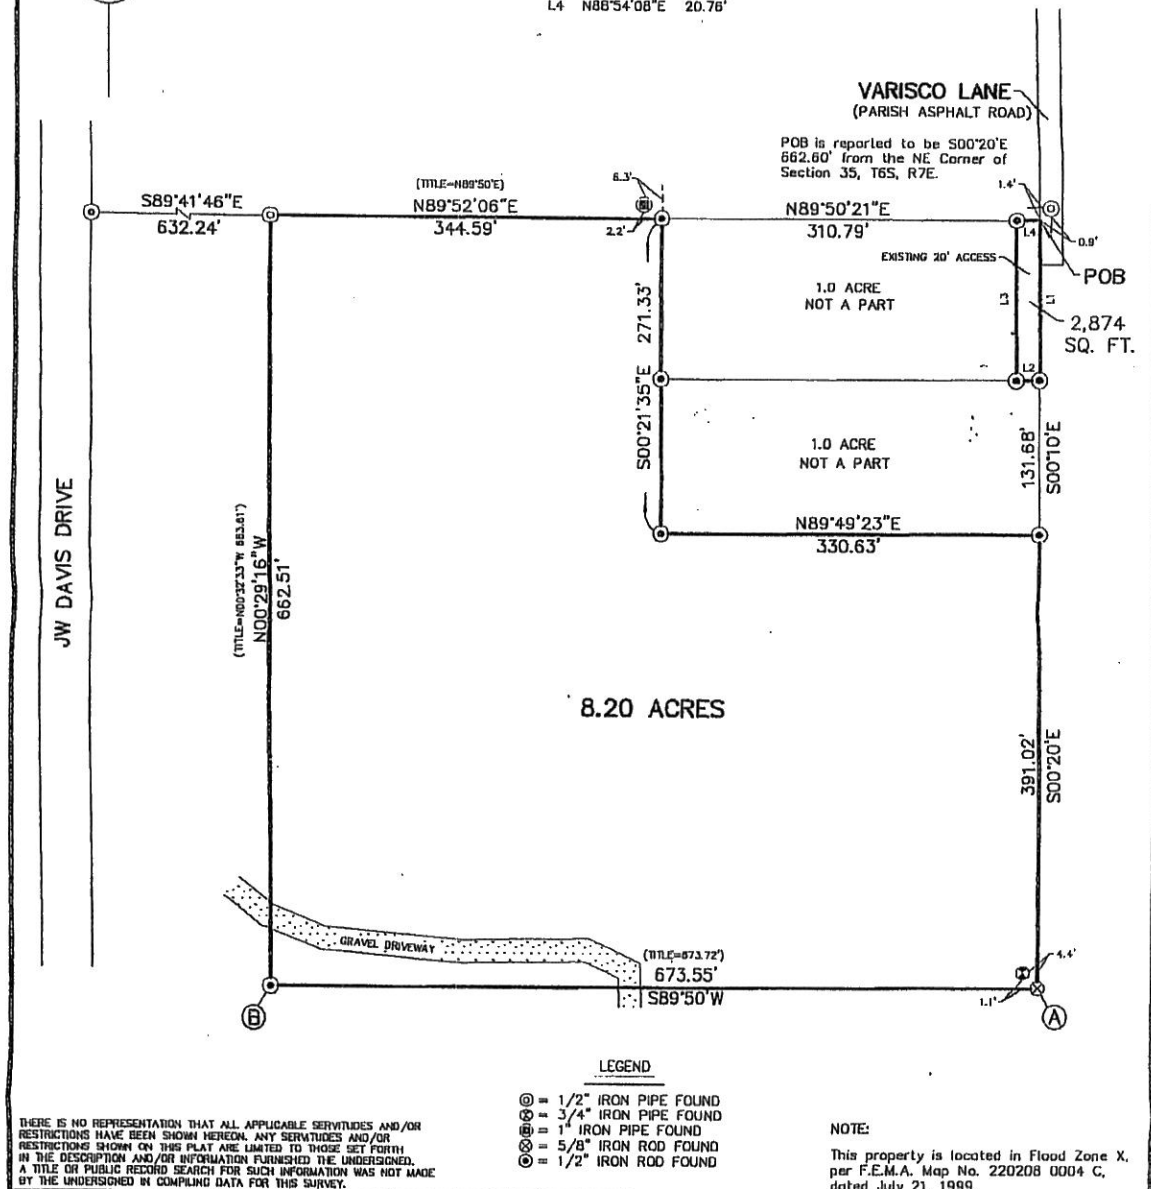 L4 N88°54'08"E 20.76'
VARISCO LANE
(PARISH ASPHALT ROAD)
POB is reported to be S00°20'E
662.60' from the NE Corner of
Section 35, T6S, R7E.
1.4'
6.3'
2.2'
0.9'
S89°41'46"E
632.24'
(TITLE=N89°50'E)
N89°52'06"E
344.59'
N89°50'21"E
310.79'
L4
EXISTING 20' ACCESS
POB
1.0 ACRE
NOT A PART
L3
L1
2,874
SQ. FT.
L2
S00°21'35"E 271.33'
1.0 ACRE
NOT A PART
131.68'
S00°10'E
N89°49'23"E
330.63'
JW DAVIS DRIVE
(TITLE=N00°32'33"W 663.61')
N00°29'16"W
662.51'
8.20 ACRES
391.02'
S00°20'E
GRAVEL DRIVEWAY
(TITLE=673.72')
673.55'
S89°50'W
4.4'
1.1'
B
A
LEGEND
= 1/2" IRON PIPE FOUND
= 3/4" IRON PIPE FOUND
= 1" IRON PIPE FOUND
= 5/8" IRON ROD FOUND
= 1/2" IRON ROD FOUND
THERE IS NO REPRESENTATION THAT ALL APPLICABLE SERVITUDES AND/OR
RESTRICTIONS HAVE BEEN SHOWN HEREON. ANY SERVITUDES AND/OR
RESTRICTIONS SHOWN ON THIS PLAT ARE LIMITED TO THOSE SET FORTH
IN THE DESCRIPTION AND/OR INFORMATION FURNISHED THE UNDERSIGNED.
A TITLE OR PUBLIC RECORD SEARCH FOR SUCH INFORMATION WAS NOT MADE
BY THE UNDERSIGNED IN COMPILING DATA FOR THIS SURVEY.
NOTE:
This property is located in Flood Zone X,
per F.E.M.A. Map No. 220208 0004 C,
dated July 21, 1999